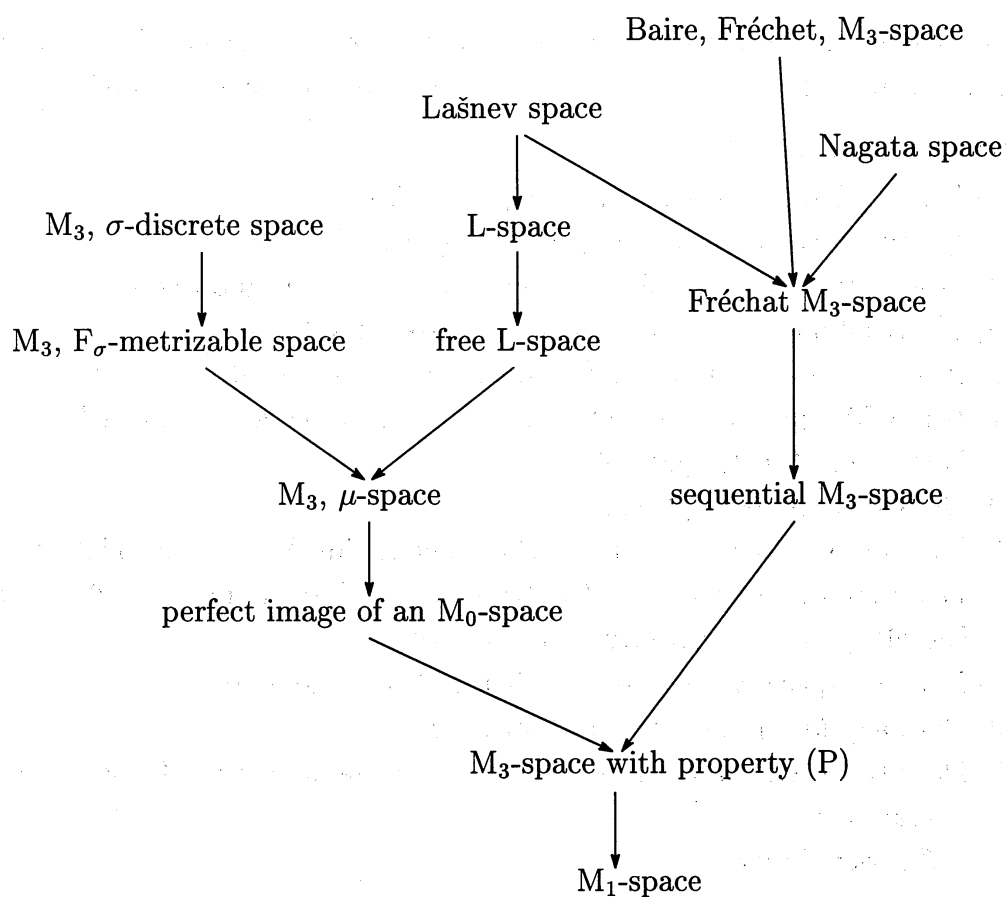 Baire, Fréchet, M₃-space
Lašnev space
Nagata space
M₃, σ-discrete space
L-space
Fréchat M₃-space
M₃, F_σ-metrizable space
free L-space
M₃, μ-space
sequential M₃-space
perfect image of an M₀-space
M₃-space with property (P)
M₁-space